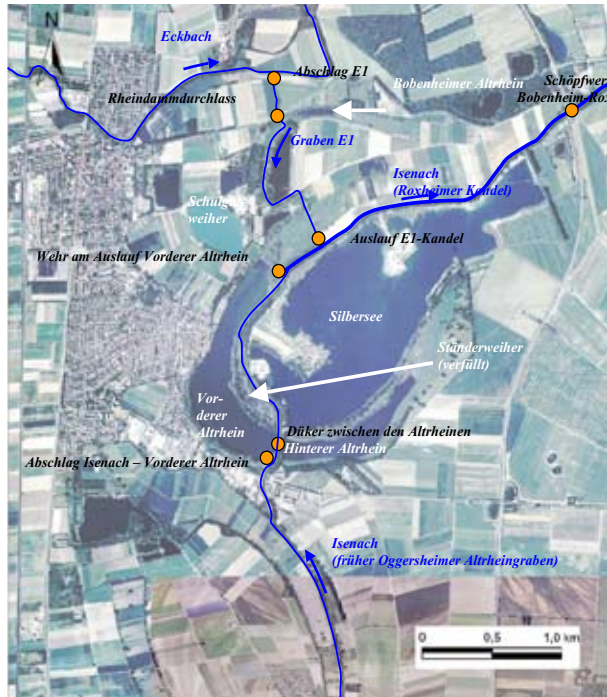 N
Eckbach
Abschlag E1
Rheindammdurchlass
Bobenheimer Altrhein
Schöpfwer
Bobenheim-Rox
Graben E1
Isenach
(Roxheimer Kandel)
Schulgut-
weiher
Auslauf E1-Kandel
Wehr am Auslauf Vorderer Altrhein
Silbersee
Ständerweiher
(verfüllt)
Vor-
derer
Altrhein
Düker zwischen den Altrheinen
Hinterer Altrhein
Abschlag Isenach – Vorderer Altrhein
Isenach
(früher Oggersheimer Altrheingraben)
0 0,5 1,0 km